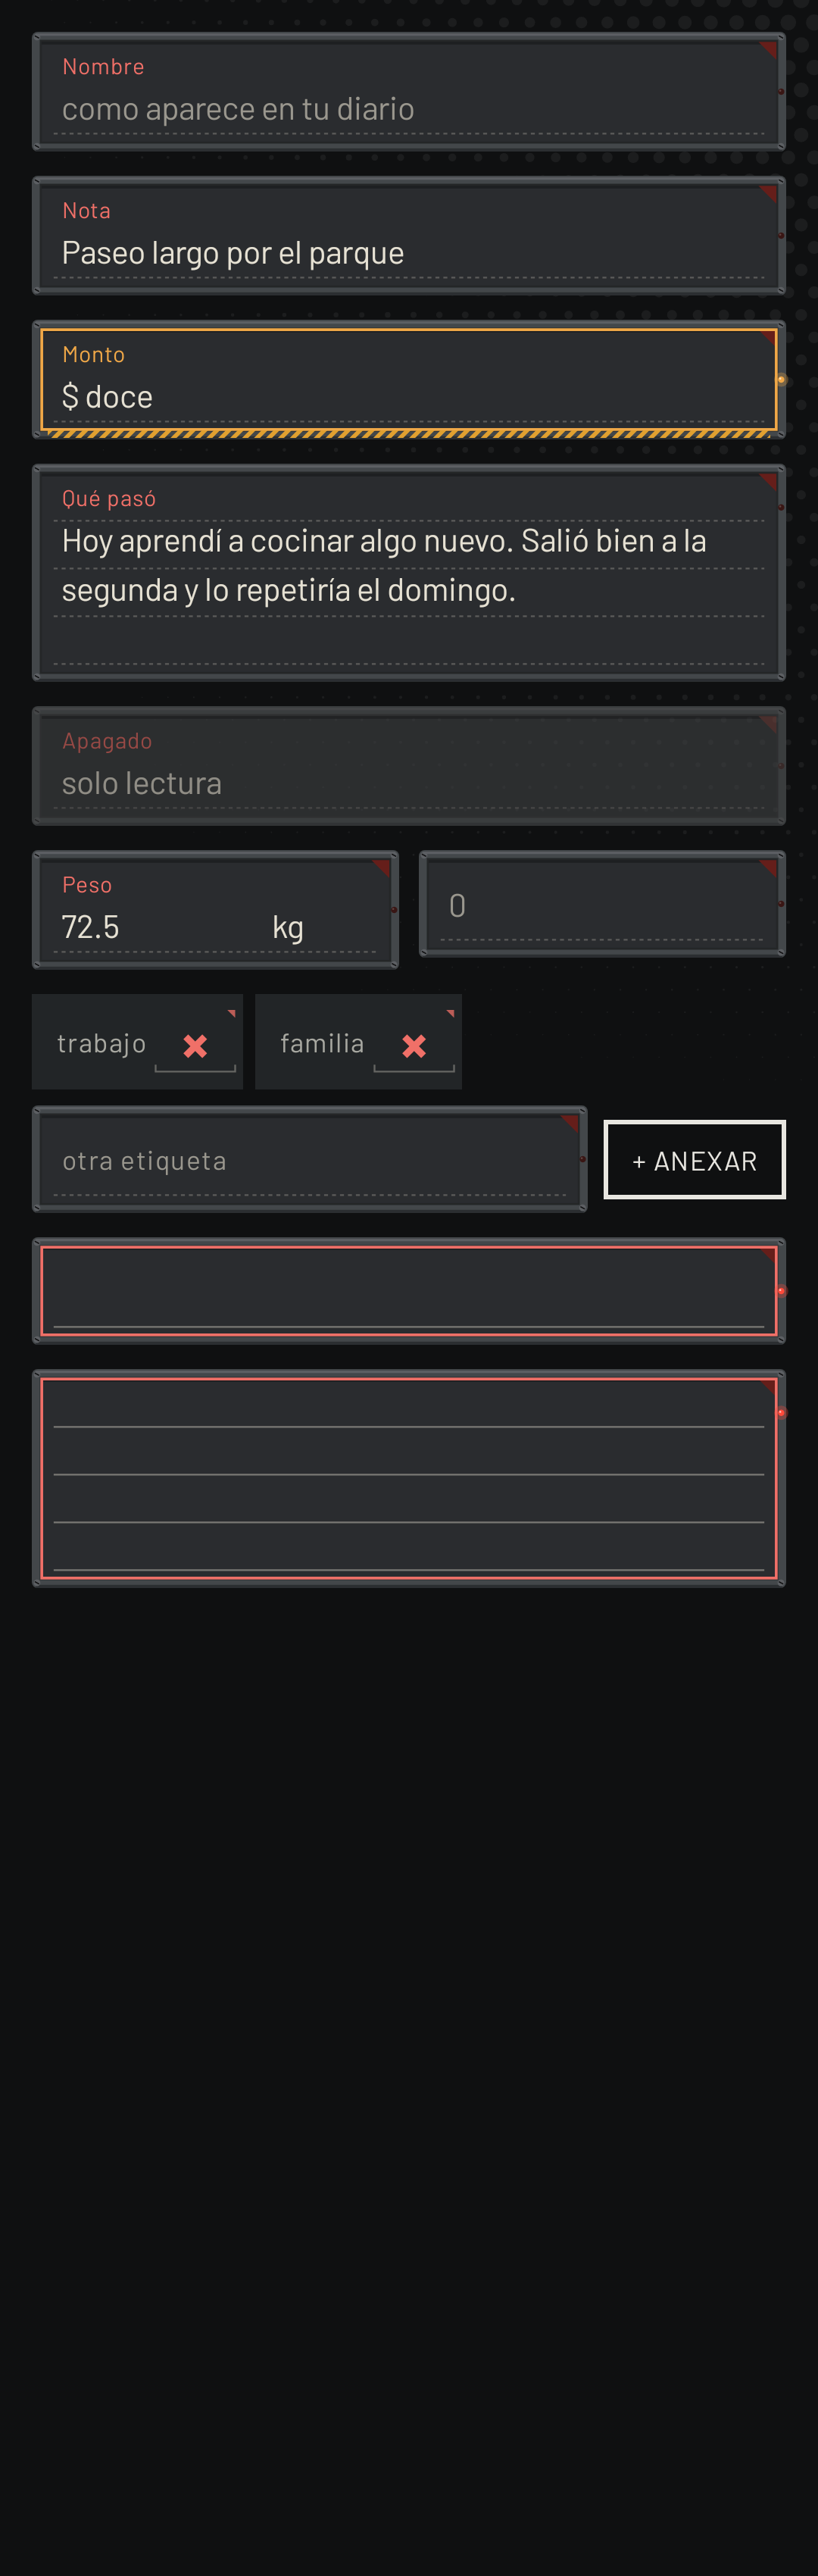 Nombre
como aparece en tu diario
Nota
Paseo largo por el parque
Monto
$ doce
Qué pasó
Hoy aprendí a cocinar algo nuevo. Salió bien a la
segunda y lo repetiría el domingo.
Apagado
solo lectura
Peso
72.5 kg
0
trabajo
familia
otra etiqueta
+ ANEXAR